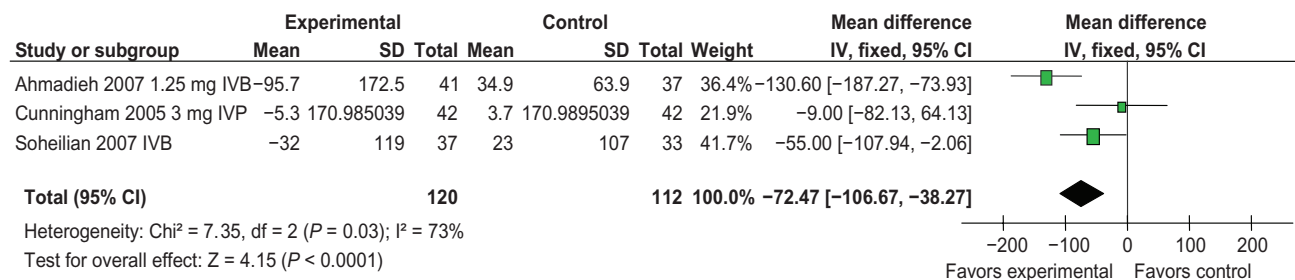 Experimental Control Mean difference Mean difference
Study or subgroup Mean SD Total Mean SD Total Weight IV, fixed, 95% CI IV, fixed, 95% CI
Ahmadieh 2007 1.25 mg IVB −95.7 172.5 41 34.9 63.9 37 36.4% −130.60 [−187.27, −73.93]
Cunningham 2005 3 mg IVP −5.3 170.985039 42 3.7 170.9895039 42 21.9% −9.00 [−82.13, 64.13]
Soheilian 2007 IVB −32 119 37 23 107 33 41.7% −55.00 [−107.94, −2.06]
Total (95% CI) 120 112 100.0% −72.47 [−106.67, −38.27]
Heterogeneity: Chi² = 7.35, df = 2 (P = 0.03); I² = 73%
Test for overall effect: Z = 4.15 (P < 0.0001)
−200 −100 0 100 200
Favors experimental Favors control